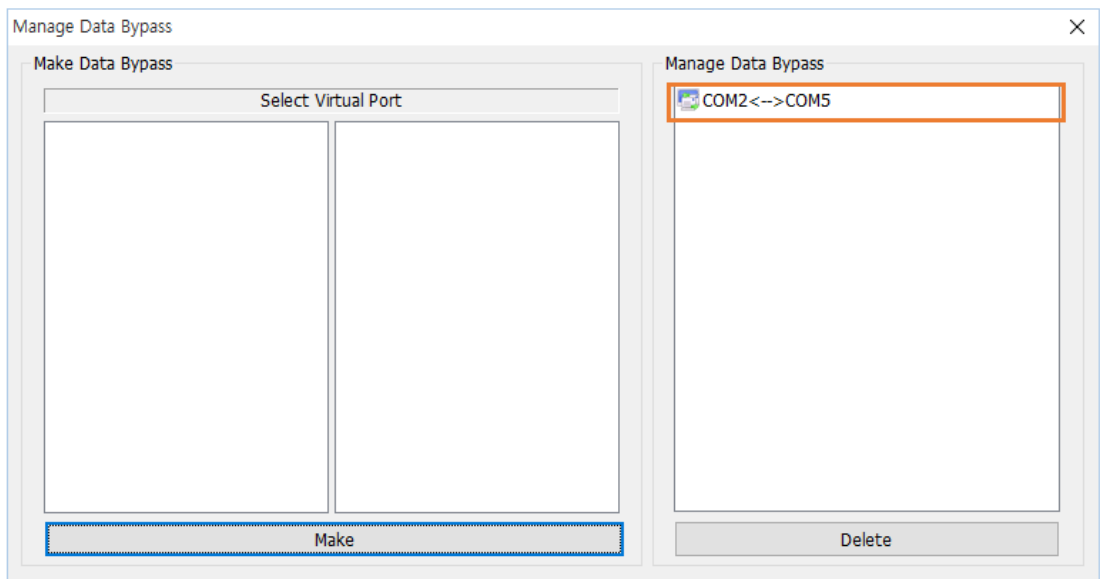 Manage Data Bypass
Make Data Bypass
Select Virtual Port
Make
Manage Data Bypass
COM2<-->COM5
Delete